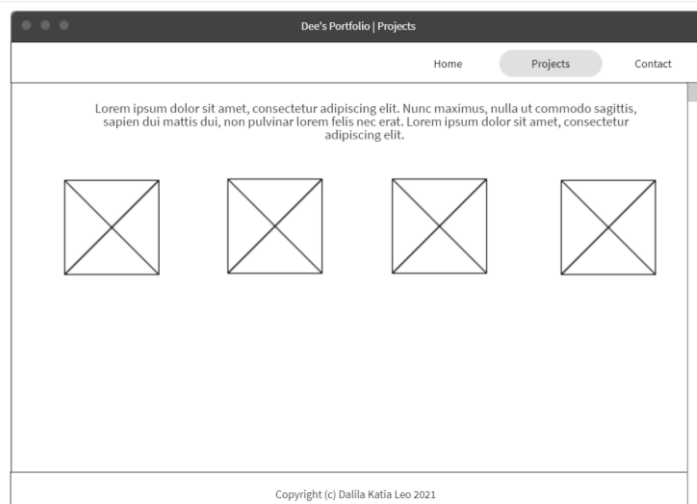 Dee's Portfolio | Projects
Home Projects Contact
Lorem ipsum dolor sit amet, consectetur adipiscing elit. Nunc maximus, nulla ut commodo sagittis,
sapien dui mattis dui, non pulvinar lorem felis nec erat. Lorem ipsum dolor sit amet, consectetur
adipiscing elit.
Copyright (c) Dalila Katia Leo 2021